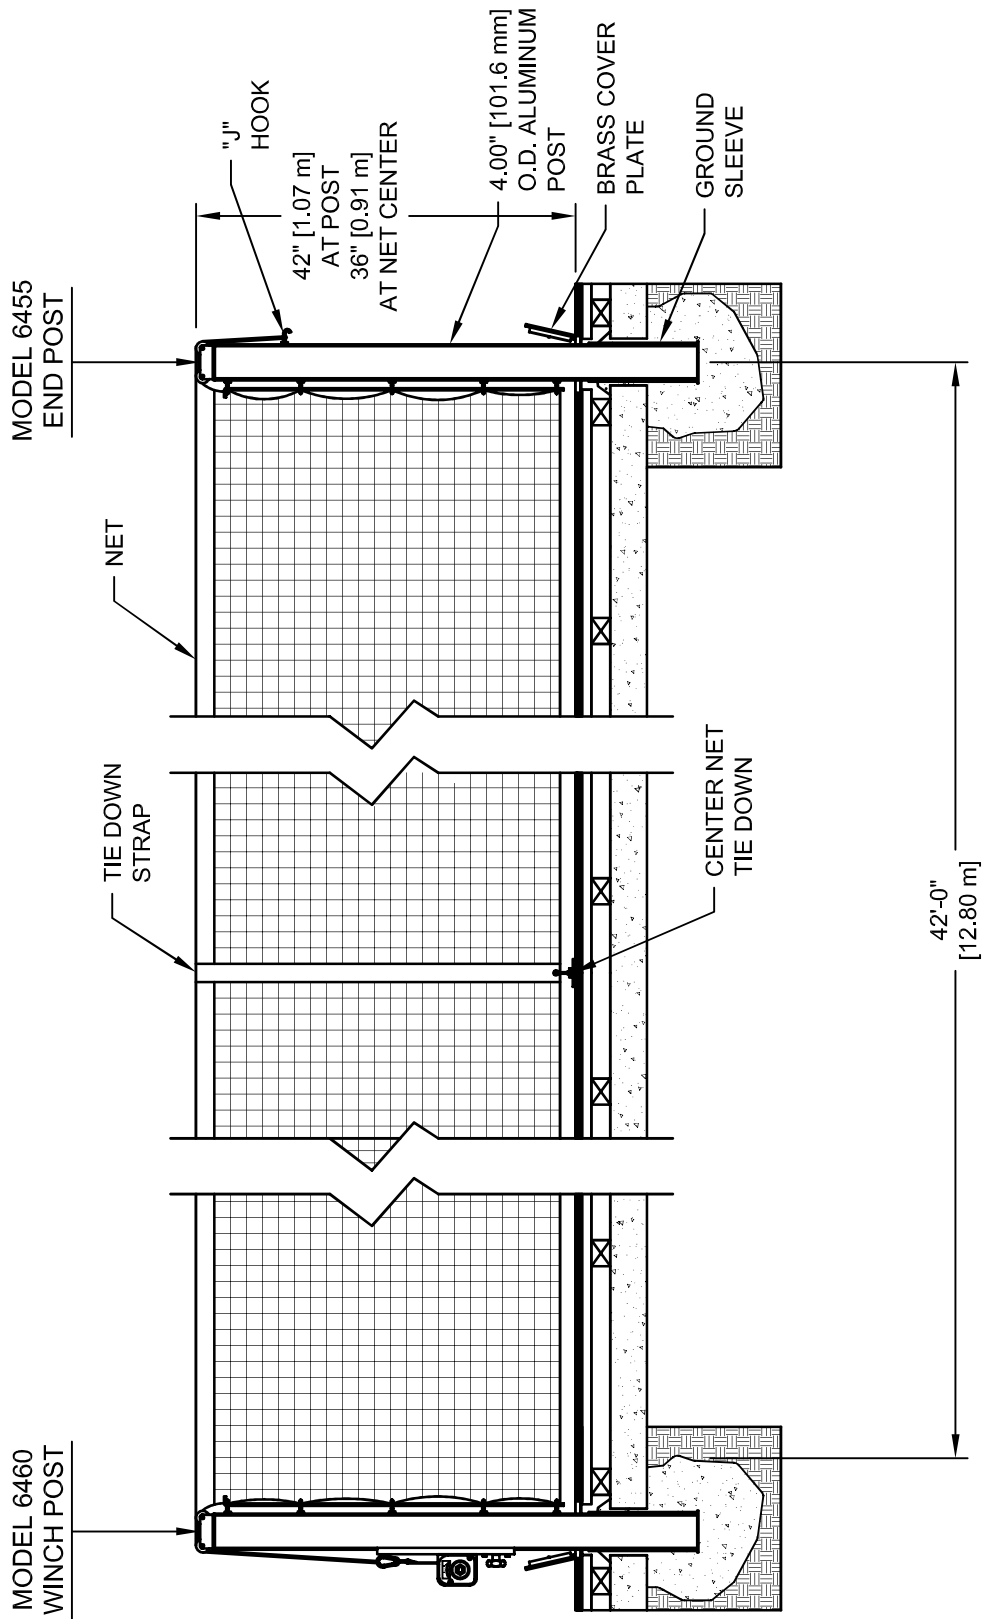 MODEL 6460
WINCH POST
TIE DOWN
STRAP
NET
MODEL 6455
END POST
"J"
HOOK
42" [1.07 m]
AT POST
36" [0.91 m]
AT NET CENTER
4.00" [101.6 mm]
O.D. ALUMINUM
POST
BRASS COVER
PLATE
GROUND
SLEEVE
CENTER NET
TIE DOWN
42'-0"
[12.80 m]